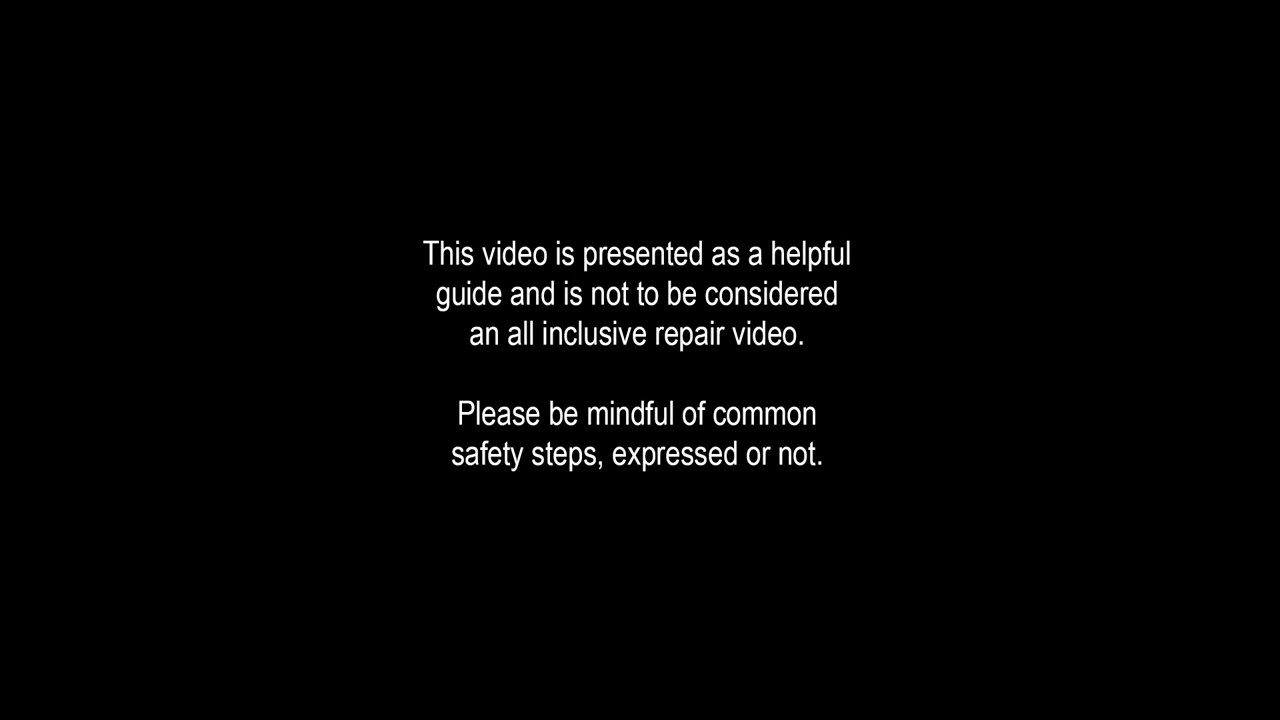 This video is presented as a helpful
guide and is not to be considered
an all inclusive repair video.
Please be mindful of common
safety steps, expressed or not.